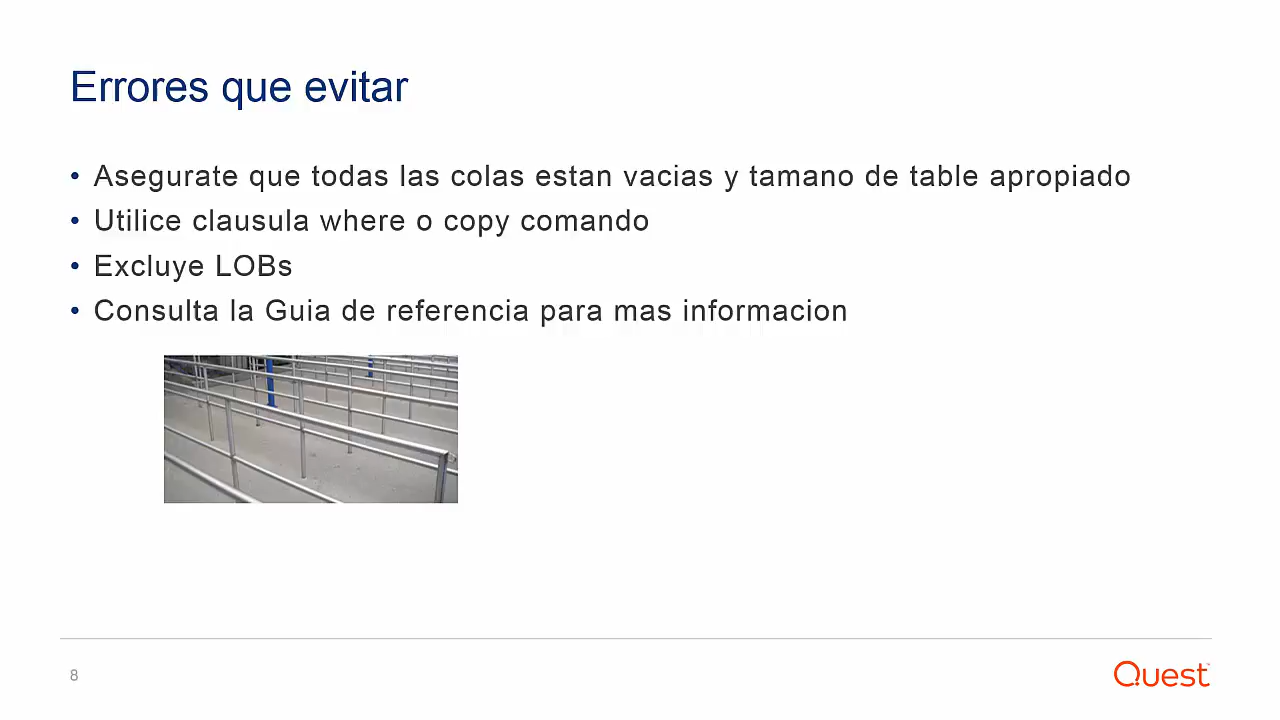 Errores que evitar
• Asegurate que todas las colas estan vacias y tamano de table apropiado
• Utilice clausula where o copy comando
• Excluye LOBs
• Consulta la Guia de referencia para mas informacion
8
Quest